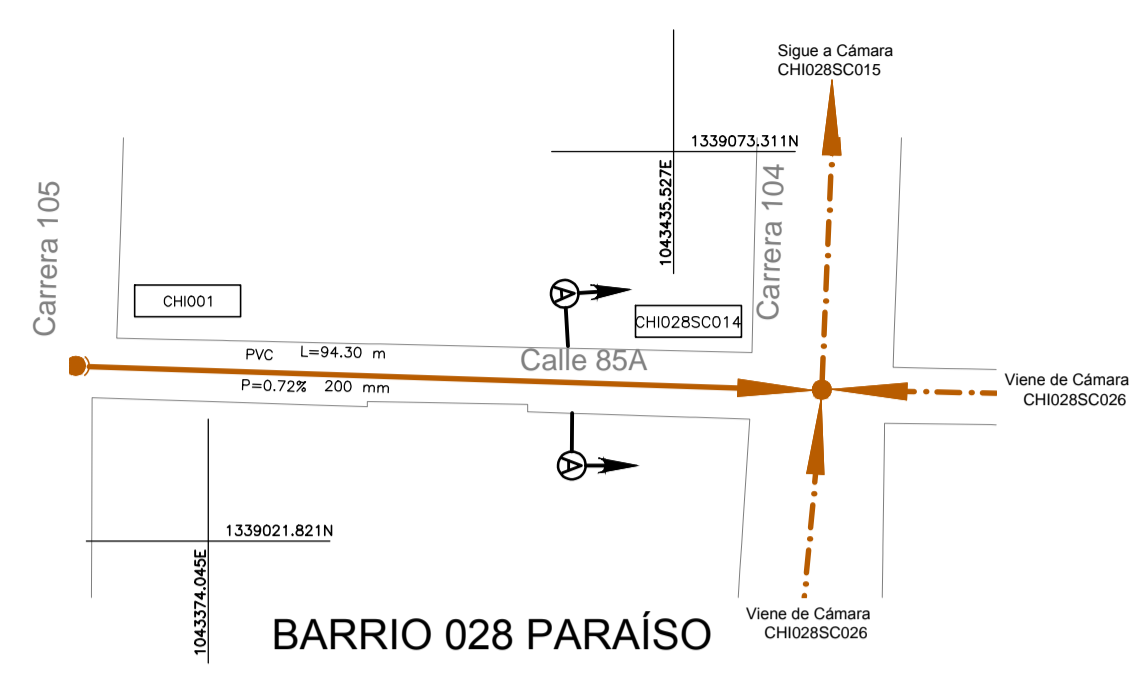 Sigue a Cámara
CHI028SC015
1339073.311N
1043435.527E
Carrera 105
Carrera 104
CHI001
CHI028SC014
A
PVC L=94.30 m
Calle 85A
P=0.72% 200 mm
Viene de Cámara
CHI028SC026
A
1339021.821N
1043374.045E
Viene de Cámara
CHI028SC026
BARRIO 028 PARAÍSO